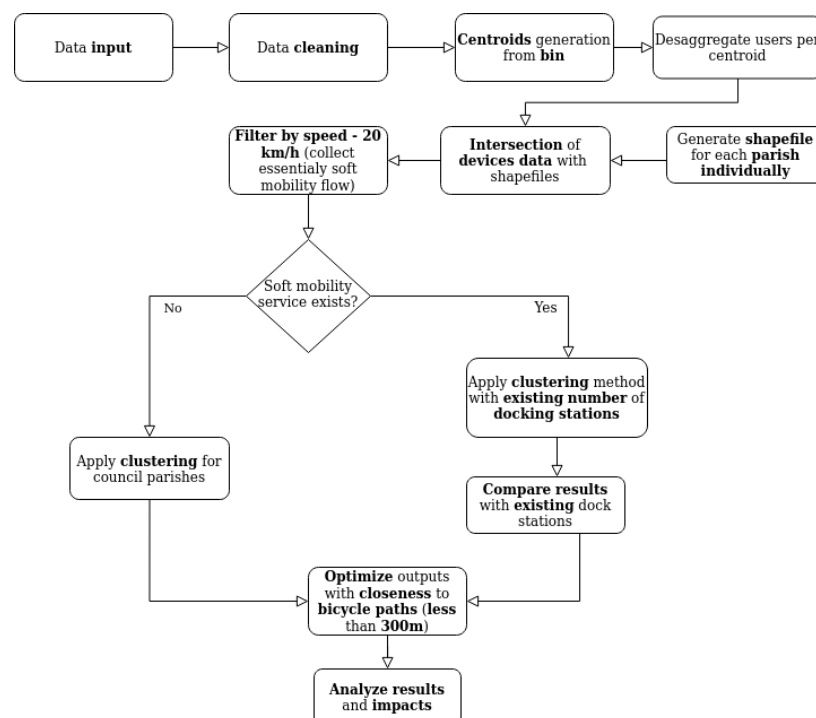 Data input
Data cleaning
Centroids generation
from bin
Desaggregate users per
centroid
Filter by speed - 20
km/h (collect
essentialy soft
mobility flow)
Intersection of
devices data with
shapefiles
Generate shapefile
for each parish
individually
Soft mobility
service exists?
No
Yes
Apply clustering method
with existing number of
docking stations
Apply clustering for
council parishes
Compare results
with existing dock
stations
Optimize outputs
with closeness to
bicycle paths (less
than 300m)
Analyze results
and impacts